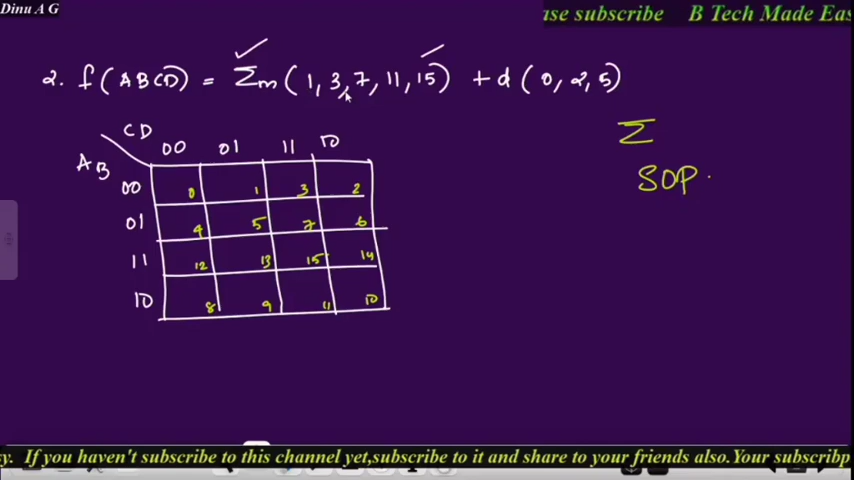 Dinu A G
ase subscribe B Tech Made Eas
2. f(ABCD) = Σm(1,3,7,11,15) + d(0,2,5)
Σ
SOP
CD
AB
00 01 11 10
00 0 1 3 2
01 4 5 7 6
11 12 13 15 14
10 8 9 11 10
sy. If you haven't subscribe to this channel yet,subscribe to it and share to your friends also.Your subscribp